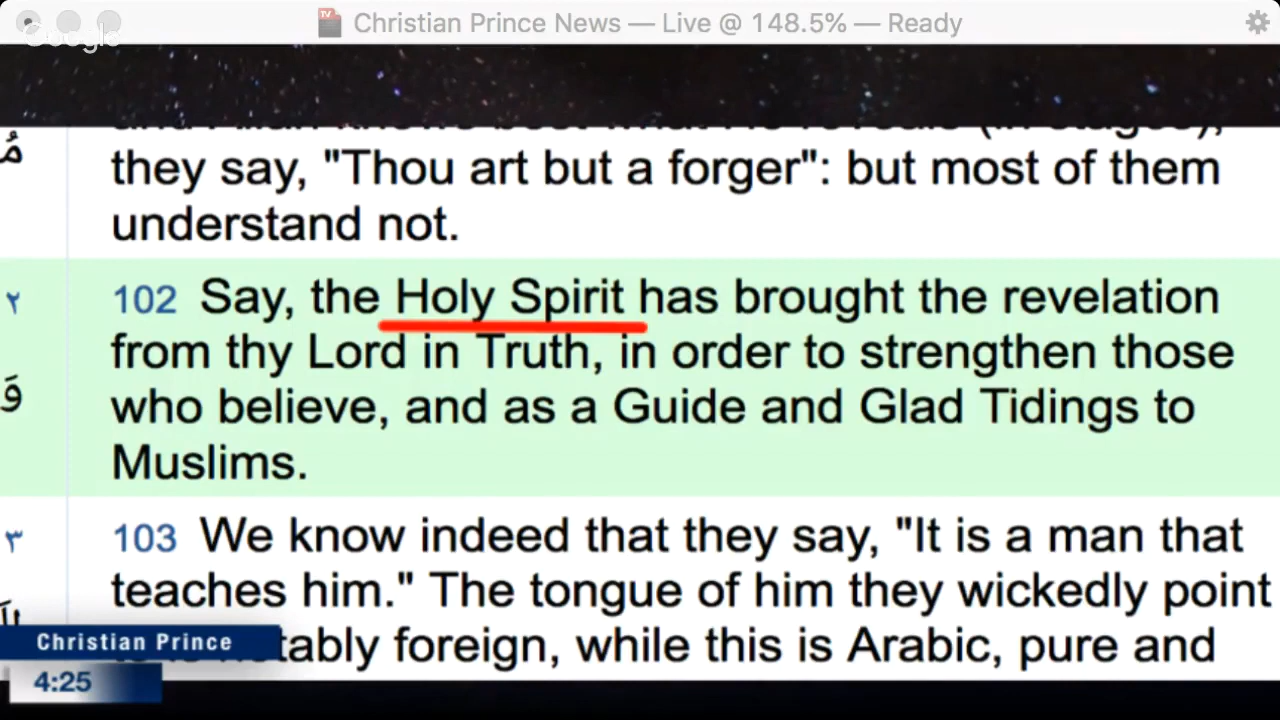 Christian Prince News — Live @ 148.5% — Ready
Google
they say, "Thou art but a forger": but most of them
understand not.
102 Say, the Holy Spirit has brought the revelation
from thy Lord in Truth, in order to strengthen those
who believe, and as a Guide and Glad Tidings to
Muslims.
103 We know indeed that they say, "It is a man that
teaches him." The tongue of him they wickedly point
foreign, while this is Arabic, pure and
Christian Prince
4:25